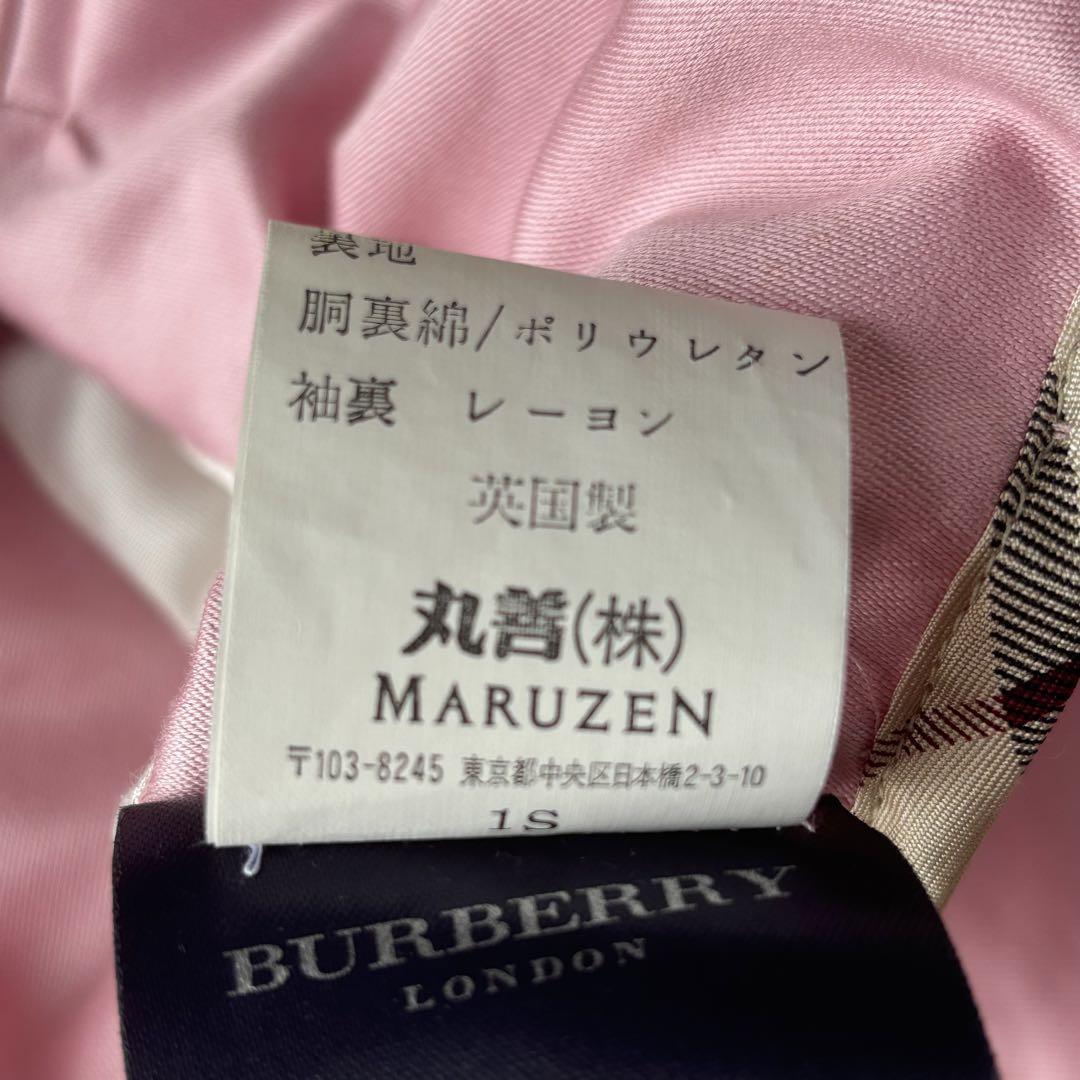 裏地
胴裏綿/ポリウレタン
袖裏 レーヨン
英国製
丸善(株)
MARUZEN
〒103-8245 東京都中央区日本橋2-3-10
1S
BURBERRY
LONDON